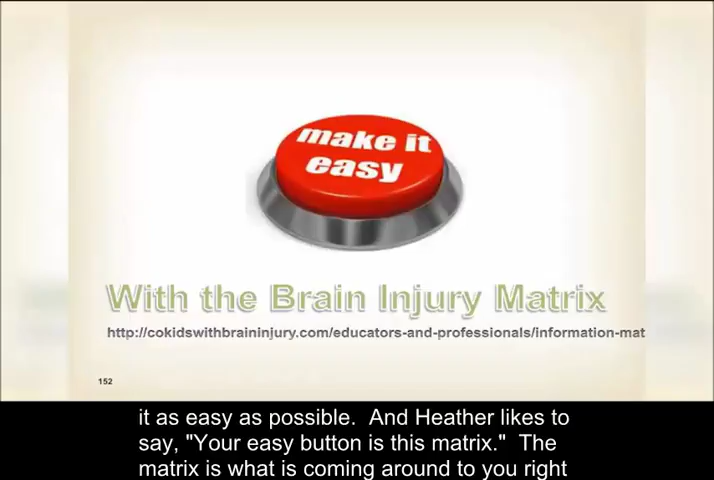 make it
easy
With the Brain Injury Matrix
http://cokidswithbraininjury.com/educators-and-professionals/information-mat
152
it as easy as possible.  And Heather likes to
say, "Your easy button is this matrix."  The
matrix is what is coming around to you right